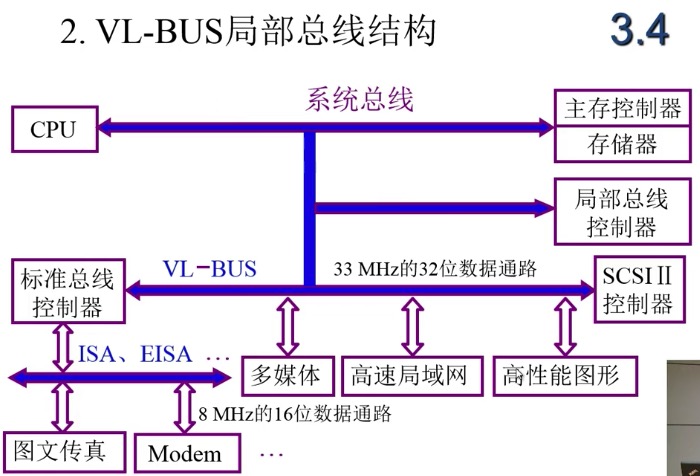 2. VL-BUS局部总线结构
3.4
系统总线
CPU
主存控制器
存储器
局部总线
控制器
VL-BUS
33 MHz的32位数据通路
标准总线
控制器
SCSI II
控制器
ISA、EISA …
多媒体
高速局域网
高性能图形
8 MHz的16位数据通路
图文传真
Modem
…